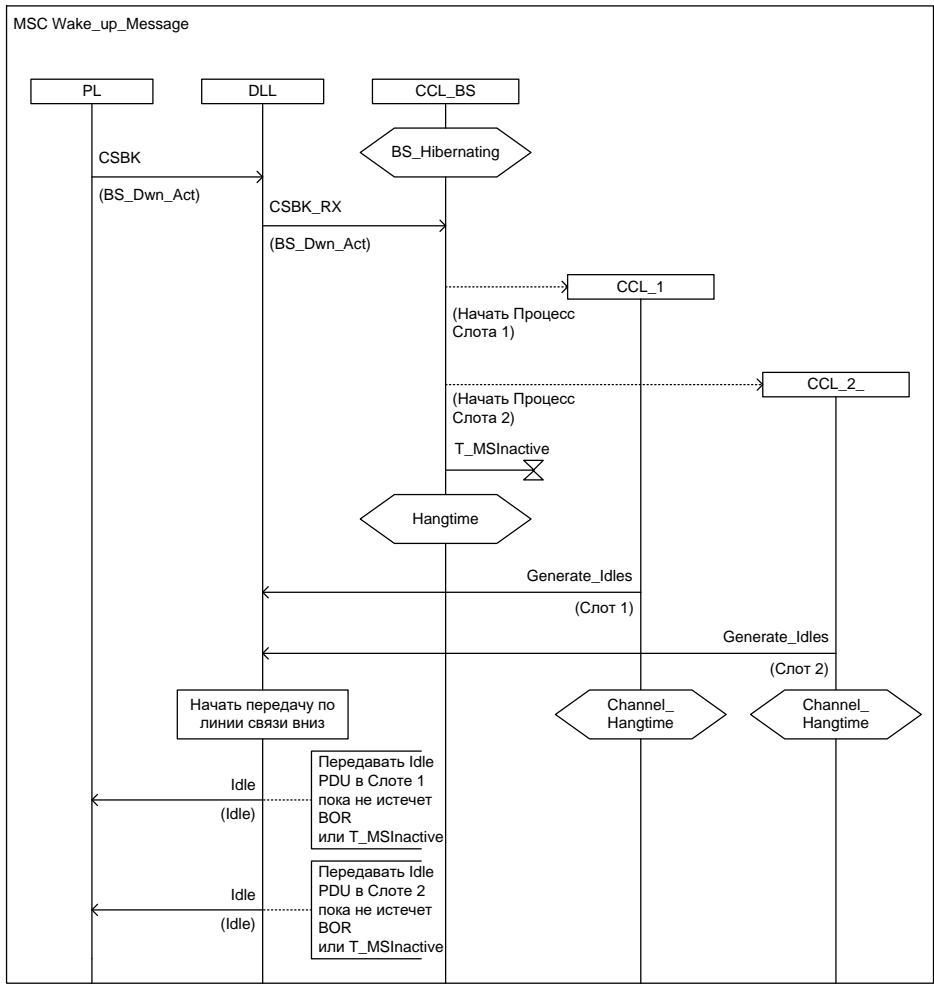 MSC Wake_up_Message
PL
DLL
CCL_BS
BS_Hibernating
CSBK
(BS_Dwn_Act)
CSBK_RX
(BS_Dwn_Act)
CCL_1
(Начать Процесс
Слота 1)
CCL_2_
(Начать Процесс
Слота 2)
T_MSInactive
Hangtime
Generate_Idles
(Слот 1)
Generate_Idles
(Слот 2)
Начать передачу по
линии связи вниз
Channel_
Hangtime
Channel_
Hangtime
Передавать Idle
PDU в Слоте 1
пока не истечет
BOR
или T_MSInactive
Idle
(Idle)
Передавать Idle
PDU в Слоте 2
пока не истечет
BOR
или T_MSInactive
Idle
(Idle)